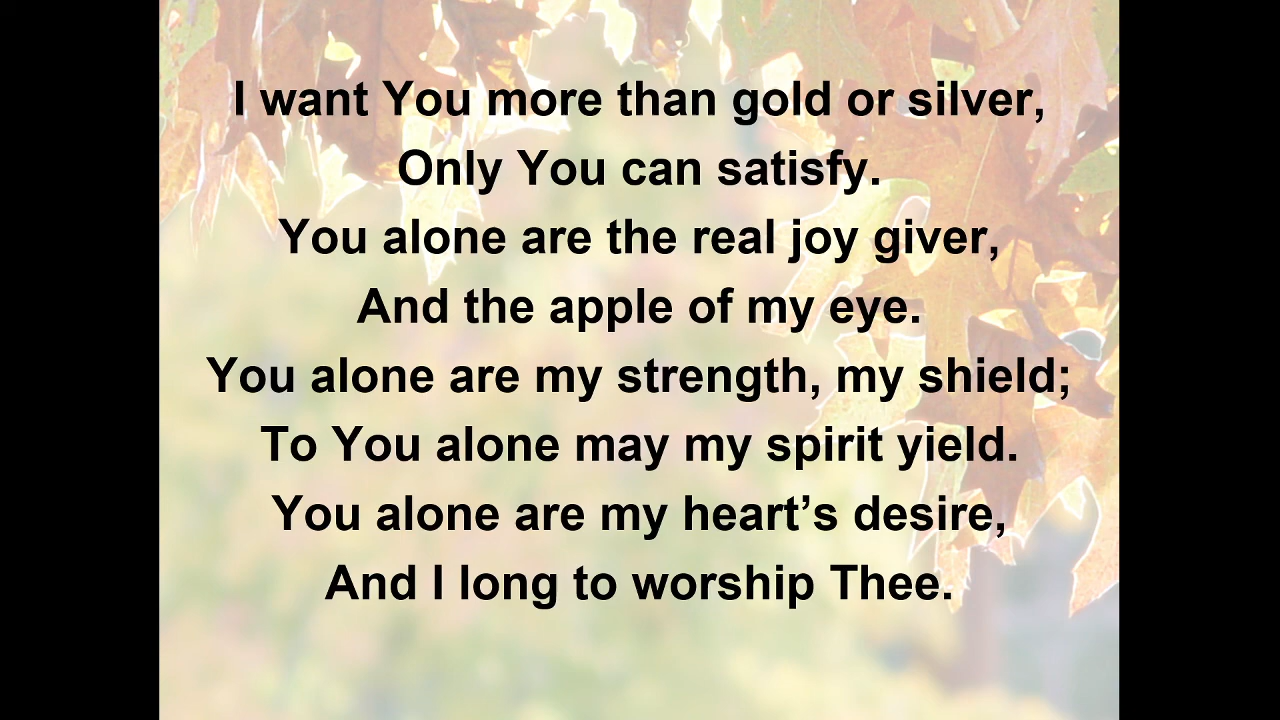 I want You more than gold or silver,
Only You can satisfy.
You alone are the real joy giver,
And the apple of my eye.
You alone are my strength, my shield;
To You alone may my spirit yield.
You alone are my heart’s desire,
And I long to worship Thee.